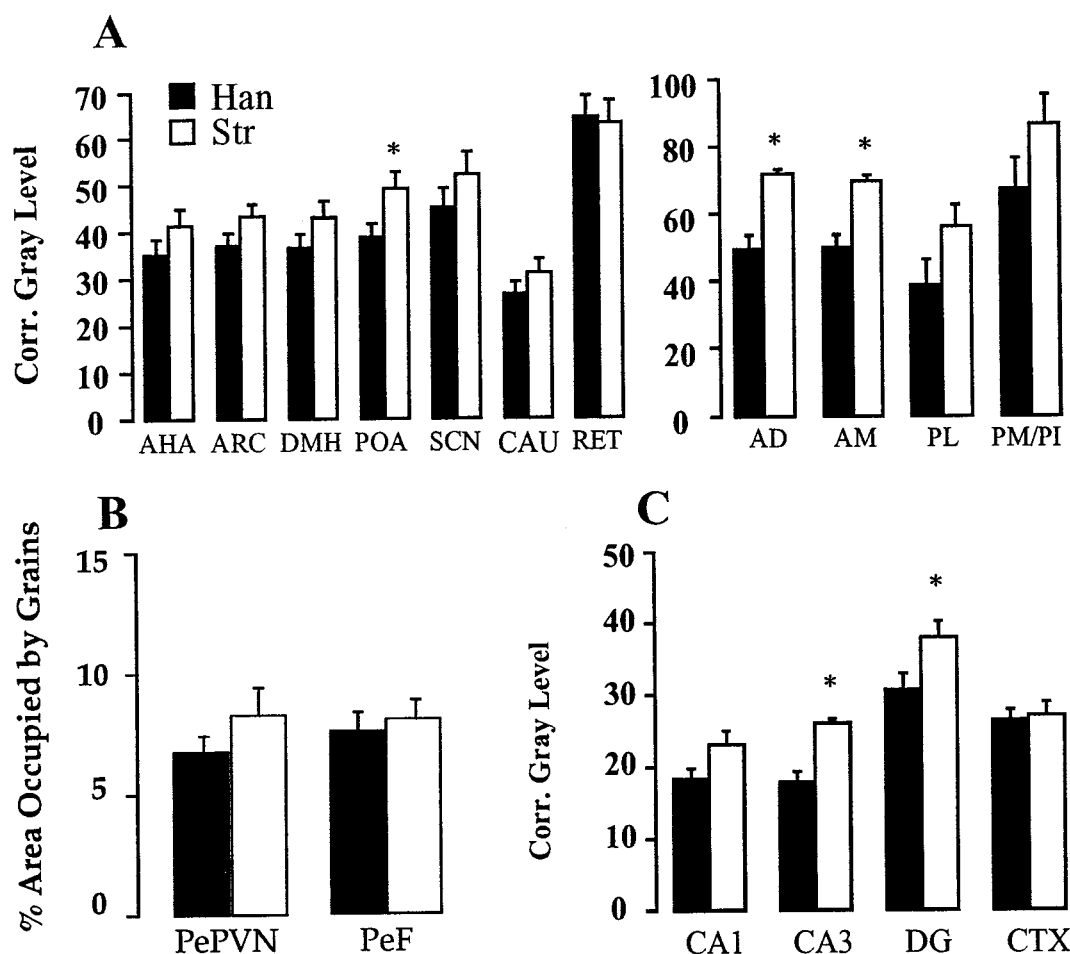 A
Corr. Gray Level
70
60
50
40
30
20
10
0
Han
Str
*
AHA ARC DMH POA SCN CAU RET
100
80
60
40
20
0
* *
AD AM PL PM/PI
B
% Area Occupied by Grains
15
10
5
0
PePVN PeF
C
Corr. Gray Level
50
40
30
20
10
0
* *
CA1 CA3 DG CTX